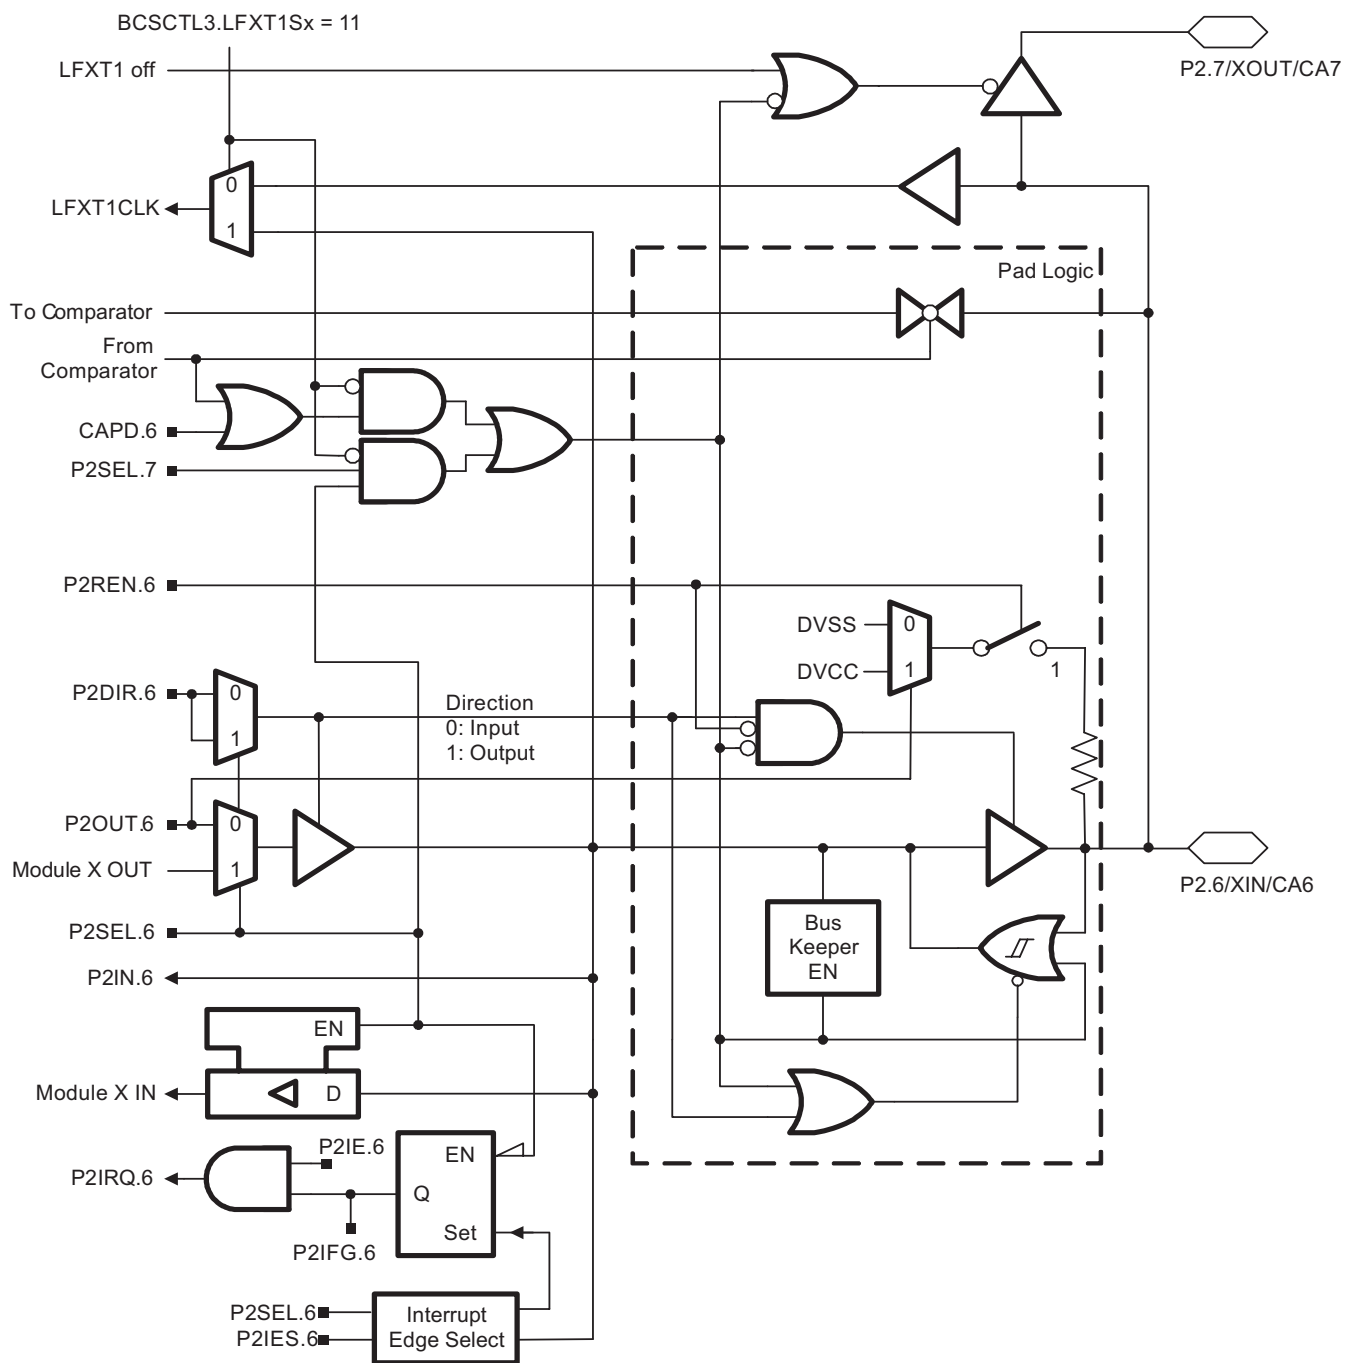 BCSCTL3.LFXT1Sx = 11
LFXT1 off
P2.7/XOUT/CA7
0
LFXT1CLK
1
Pad Logic
To Comparator
From
Comparator
CAPD.6
P2SEL.7
P2REN.6
DVSS
0
DVCC
1
1
P2DIR.6
0
1
Direction
0: Input
1: Output
P2OUT.6
0
Module X OUT
1
P2.6/XIN/CA6
P2SEL.6
Bus
Keeper
EN
P2IN.6
EN
Module X IN
D
P2IE.6
EN
P2IRQ.6
Q
Set
P2IFG.6
P2SEL.6
P2IES.6
Interrupt
Edge Select